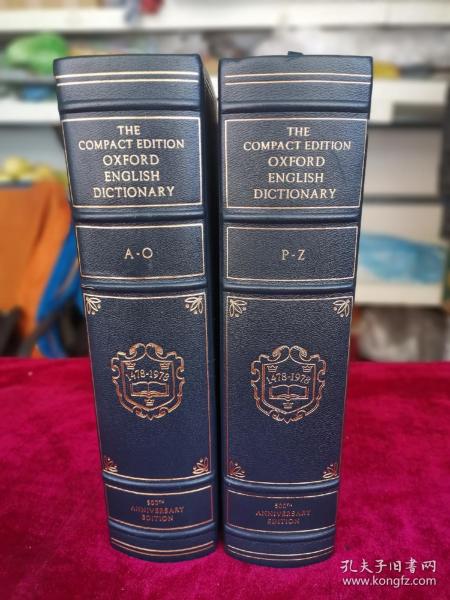 THE
COMPACT EDITION
OXFORD
ENGLISH
DICTIONARY
A-O
1478-1978
500TH
ANNIVERSARY
EDITION
THE
COMPACT EDITION
OXFORD
ENGLISH
DICTIONARY
P-Z
1478-1978
500TH
ANNIVERSARY
EDITION
孔夫子旧书网
www.kongfz.com